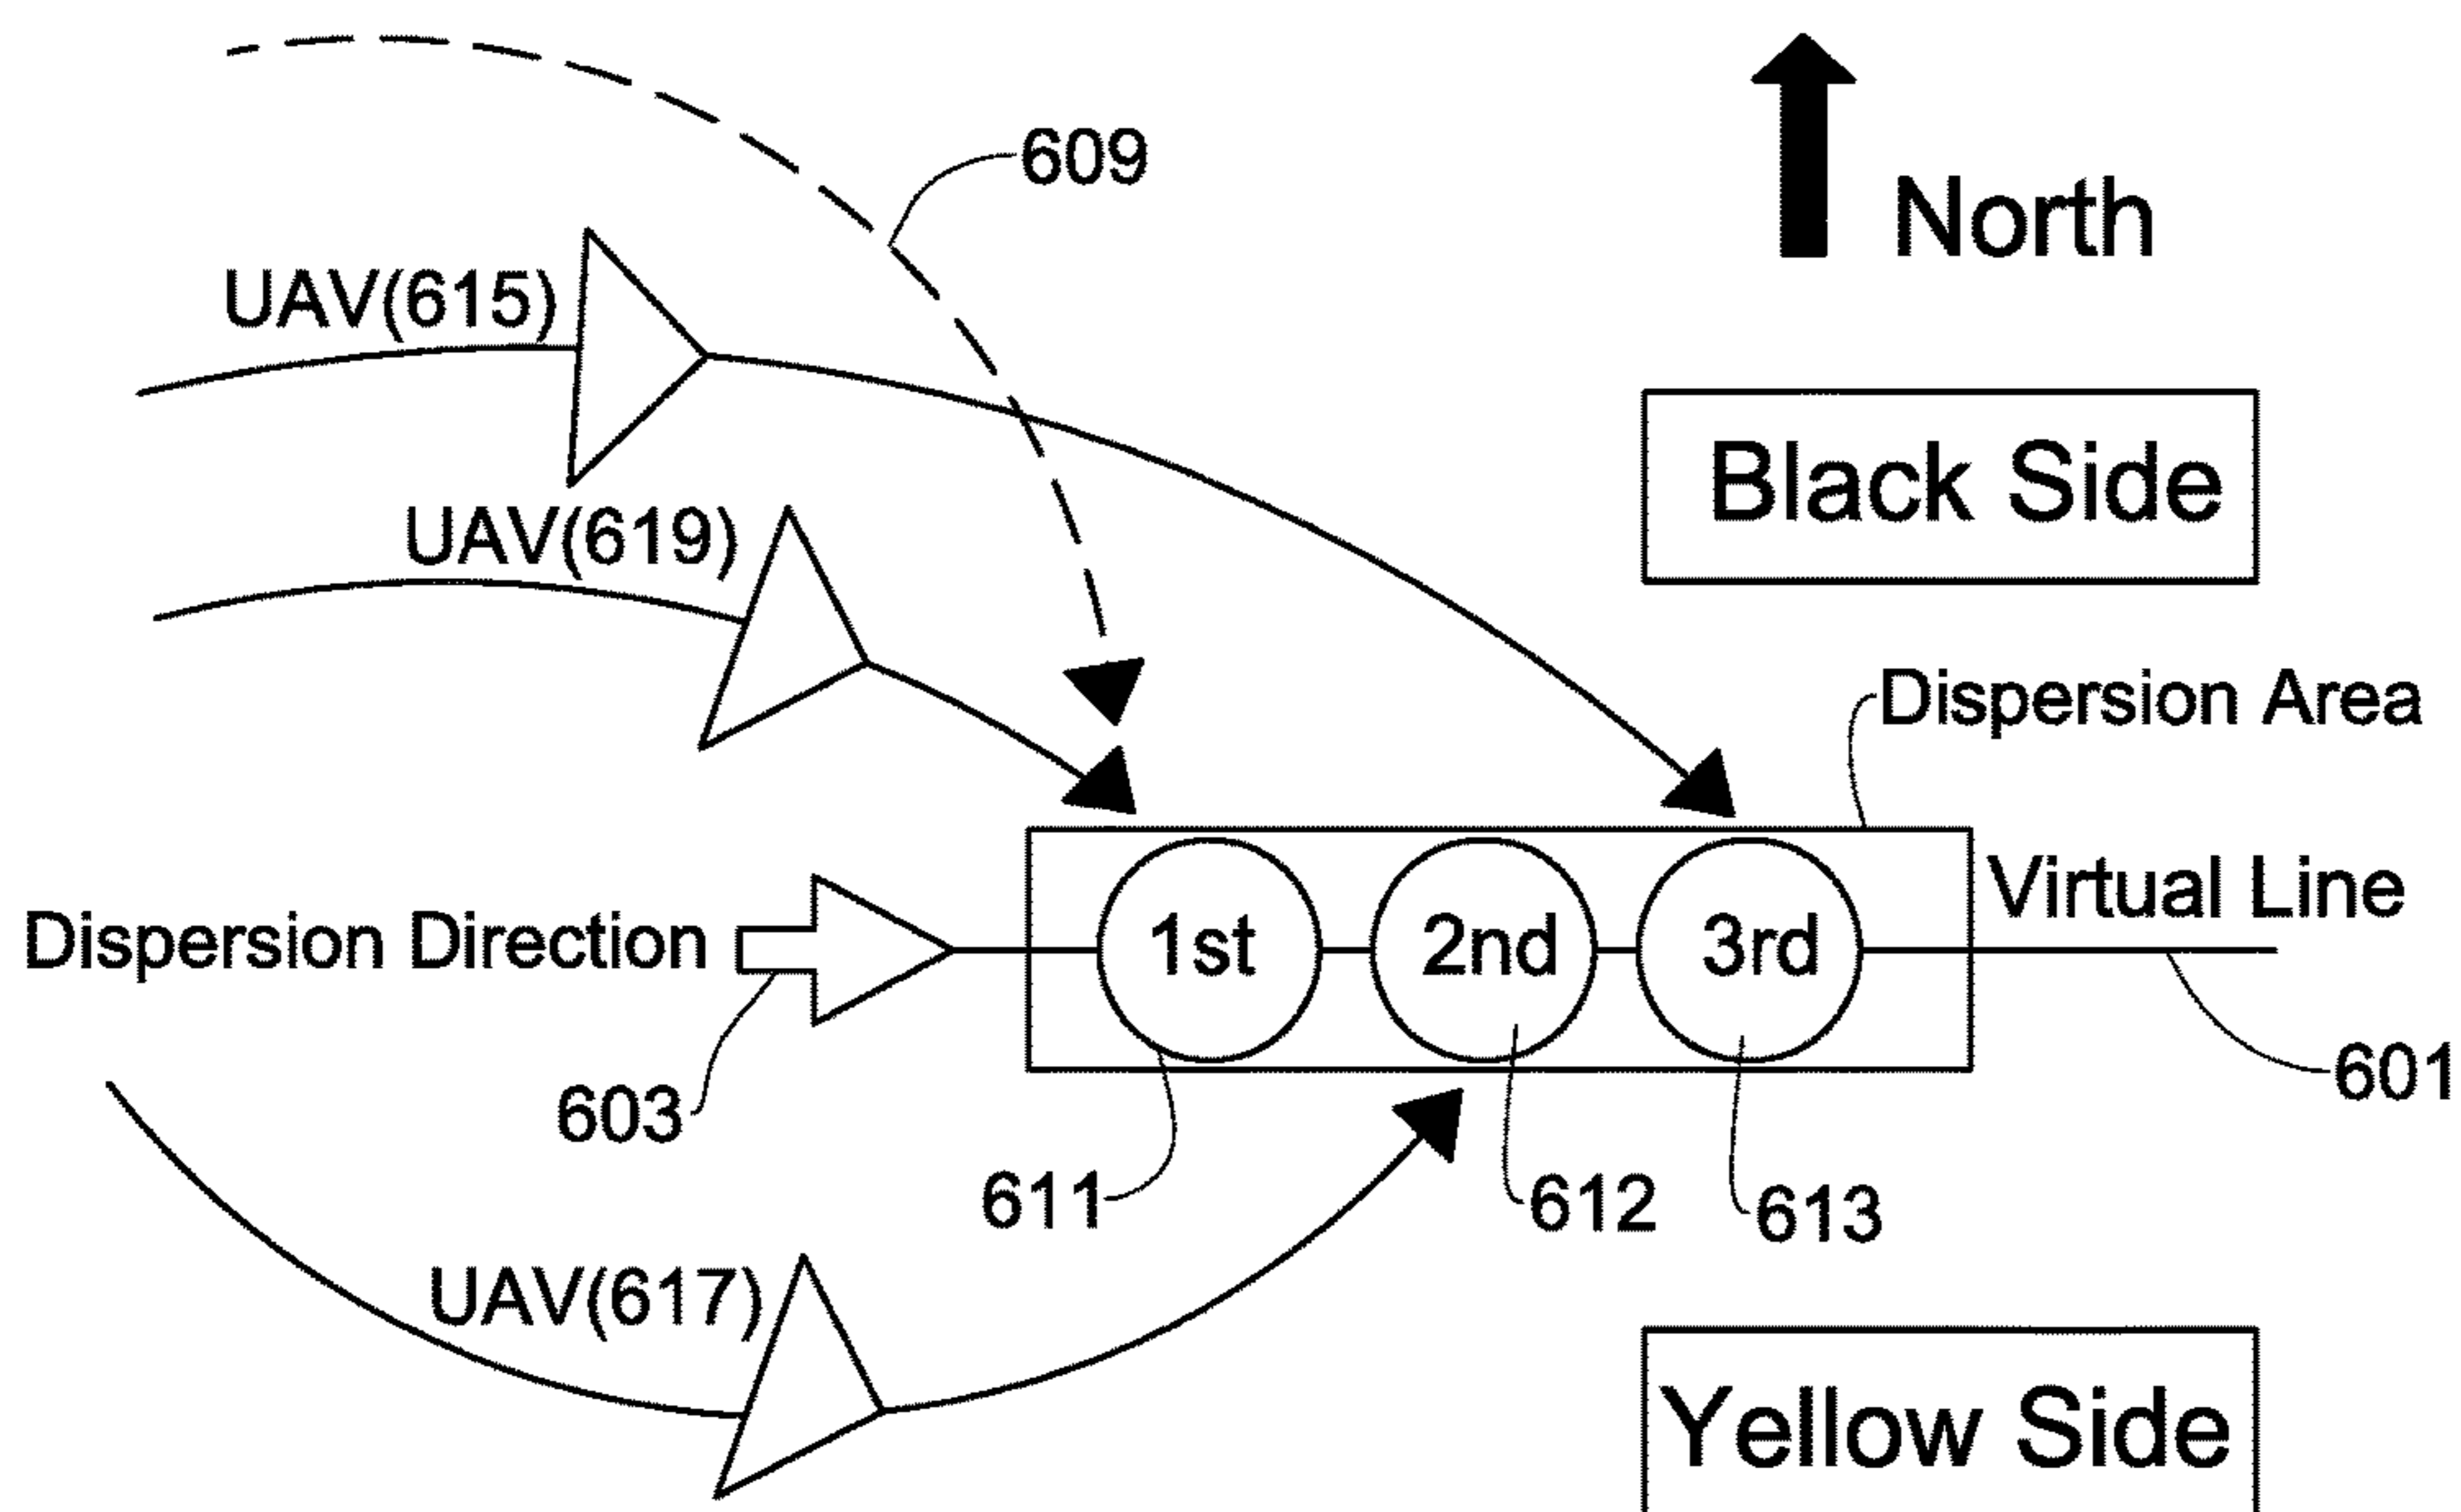 609
North
UAV(615)
Black Side
UAV(619)
Dispersion Area
Virtual Line
Dispersion Direction
1st
2nd
3rd
603
601
611
612
613
UAV(617)
Yellow Side